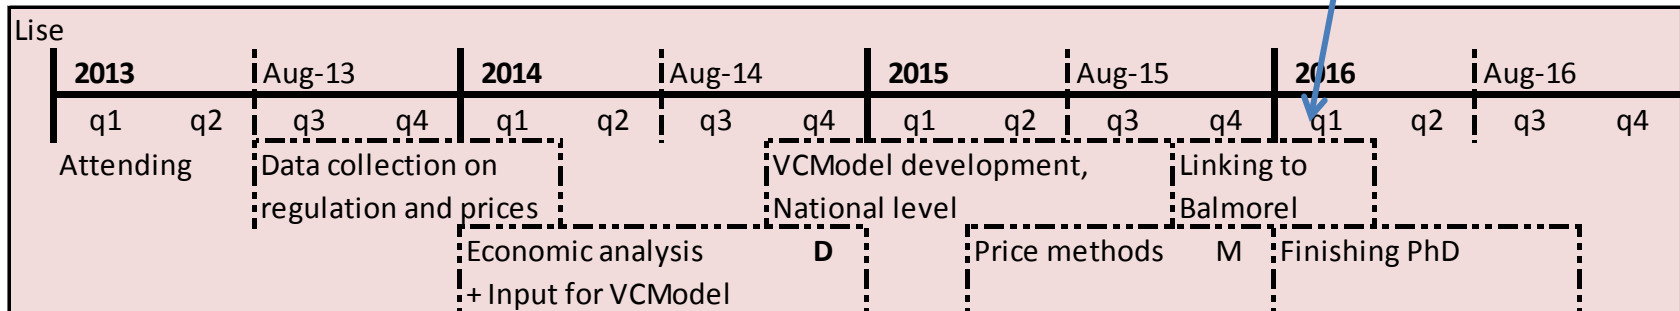 Lise
2013 Aug-13 2014 Aug-14 2015 Aug-15 2016 Aug-16
q1 q2 q3 q4 q1 q2 q3 q4 q1 q2 q3 q4 q1 q2 q3 q4
Attending Data collection on VCModel development, Linking to
regulation and prices National level Balmorel
Economic analysis D Price methods M Finishing PhD
+ Input for VCModel